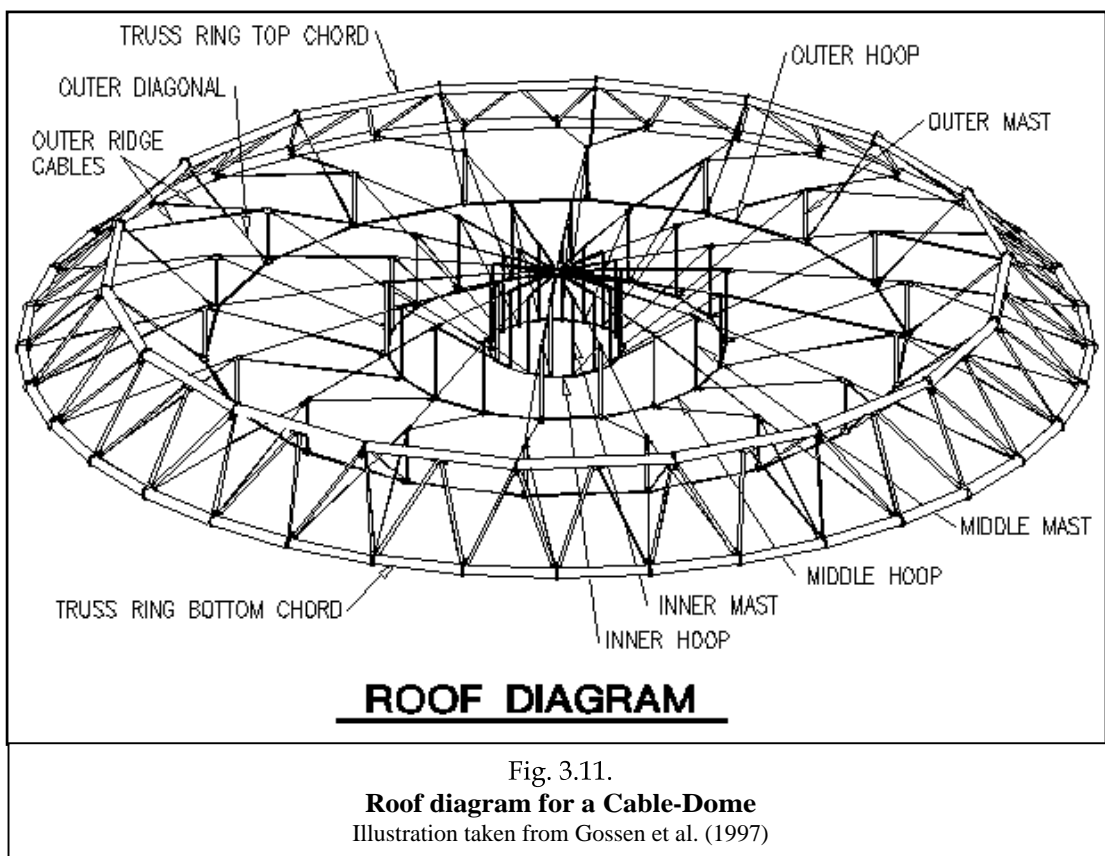 TRUSS RING TOP CHORD
OUTER HOOP
OUTER DIAGONAL
OUTER MAST
OUTER RIDGE
CABLES
MIDDLE MAST
MIDDLE HOOP
TRUSS RING BOTTOM CHORD
INNER MAST
INNER HOOP
ROOF DIAGRAM
Fig. 3.11.
Roof diagram for a Cable-Dome
Illustration taken from Gossen et al. (1997)